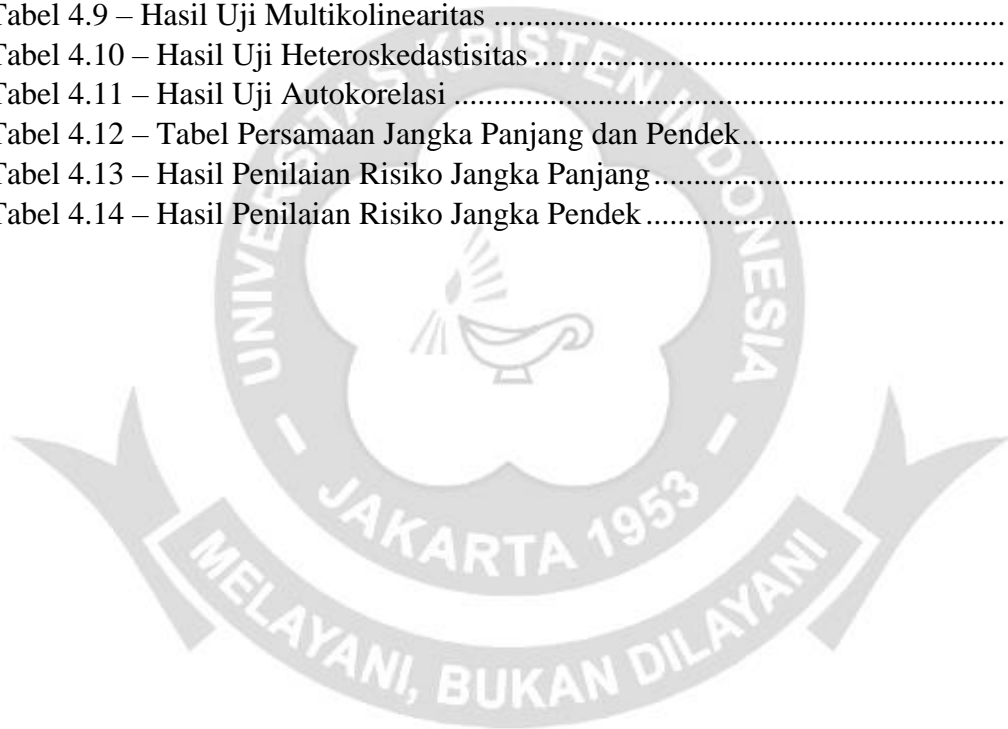 Tabel 4.9 – Hasil Uji Multikolinearitas ....................................................................
Tabel 4.10 – Hasil Uji Heteroskedastisitas ...............................................................
Tabel 4.11 – Hasil Uji Autokorelasi .........................................................................
Tabel 4.12 – Tabel Persamaan Jangka Panjang dan Pendek...................................
Tabel 4.13 – Hasil Penilaian Risiko Jangka Panjang...............................................
Tabel 4.14 – Hasil Penilaian Risiko Jangka Pendek ................................................
UNIVERSITAS KRISTEN INDONESIA
JAKARTA 1953
MELAYANI, BUKAN DILAYANI